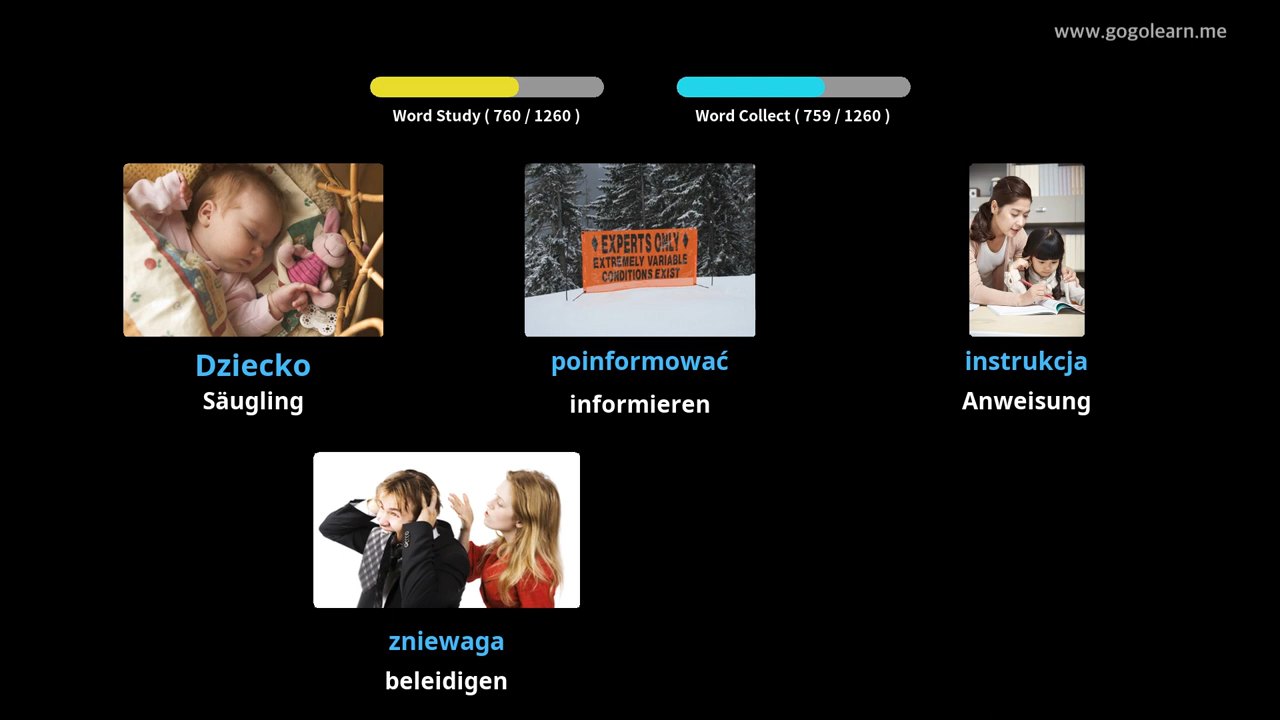 www.gogolearn.me
Word Study ( 760 / 1260 )
Word Collect ( 759 / 1260 )
EXPERTS ONLY
EXTREMELY VARIABLE
CONDITIONS EXIST
Dziecko
Säugling
poinformować
informieren
instrukcja
Anweisung
zniewaga
beleidigen